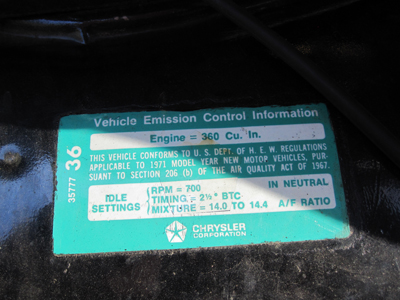 Vehicle Emission Control Information
Engine = 360 Cu. In.
THIS VEHICLE CONFORMS TO U. S. DEPT. OF H. E. W. REGULATIONS
APPLICABLE TO 1971 MODEL YEAR NEW MOTOR VEHICLES, PUR-
SUANT TO SECTION 206 (b) OF THE AIR QUALITY ACT OF 1967.
IDLE SETTINGS
RPM = 700 IN NEUTRAL
TIMING = 2½° BTC
MIXTURE = 14.0 TO 14.4 A/F RATIO
CHRYSLER
CORPORATION
35777 36